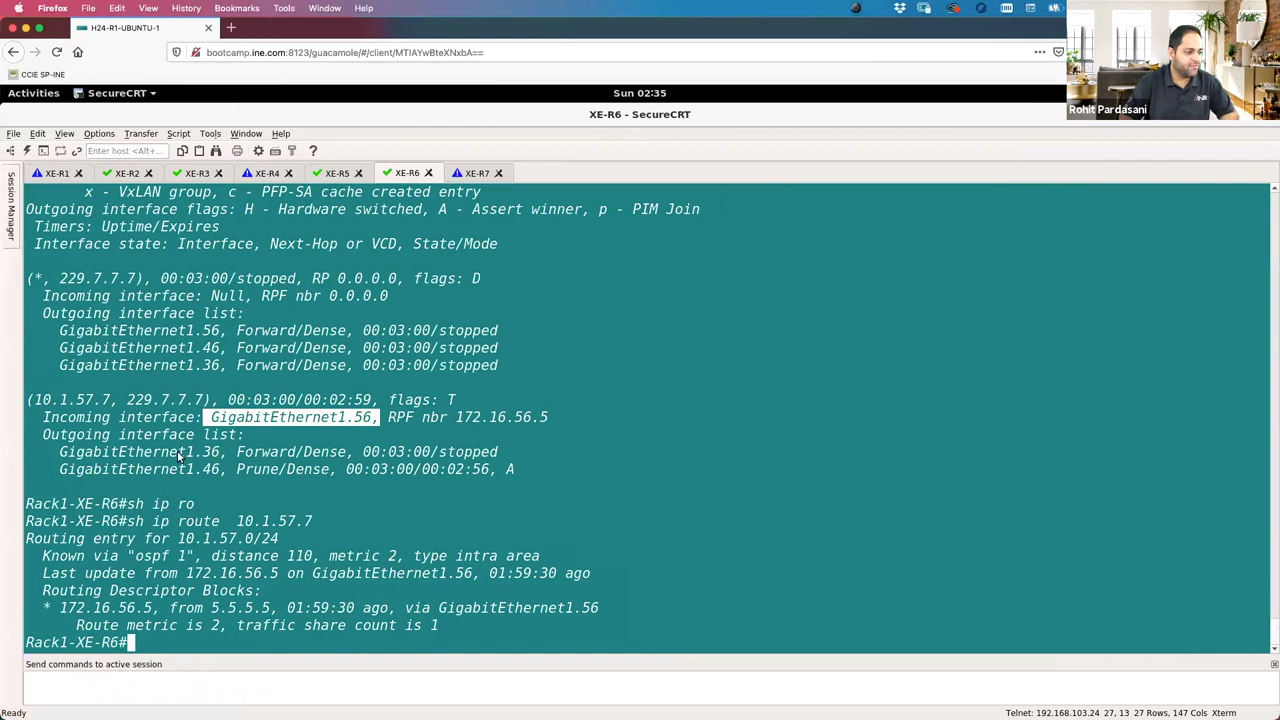 Firefox File Edit View History Bookmarks Tools Window Help
H24-R1-UBUNTU-1
bootcamp.ine.com:8123/guacamole/#/client/MTIAYwBteXNxbA==
CCIE SP-INE
Activities SecureCRT Sun 02:35
Rohit Pardasani
XE-R6 - SecureCRT
File Edit View Options Transfer Script Tools Window Help
Enter host <Alt+...
XE-R1 XE-R2 XE-R3 XE-R4 XE-R5 XE-R6 XE-R7
Session Manager
x - VxLAN group, c - PFP-SA cache created entry
Outgoing interface flags: H - Hardware switched, A - Assert winner, p - PIM Join
Timers: Uptime/Expires
Interface state: Interface, Next-Hop or VCD, State/Mode
(*, 229.7.7.7), 00:03:00/stopped, RP 0.0.0.0, flags: D
Incoming interface: Null, RPF nbr 0.0.0.0
Outgoing interface list:
GigabitEthernet1.56, Forward/Dense, 00:03:00/stopped
GigabitEthernet1.46, Forward/Dense, 00:03:00/stopped
GigabitEthernet1.36, Forward/Dense, 00:03:00/stopped
(10.1.57.7, 229.7.7.7), 00:03:00/00:02:59, flags: T
Incoming interface: GigabitEthernet1.56, RPF nbr 172.16.56.5
Outgoing interface list:
GigabitEthernet1.36, Forward/Dense, 00:03:00/stopped
GigabitEthernet1.46, Prune/Dense, 00:03:00/00:02:56, A
Rack1-XE-R6#sh ip ro
Rack1-XE-R6#sh ip route  10.1.57.7
Routing entry for 10.1.57.0/24
Known via "ospf 1", distance 110, metric 2, type intra area
Last update from 172.16.56.5 on GigabitEthernet1.56, 01:59:30 ago
Routing Descriptor Blocks:
* 172.16.56.5, from 5.5.5.5, 01:59:30 ago, via GigabitEthernet1.56
Route metric is 2, traffic share count is 1
Rack1-XE-R6#
Send commands to active session
Ready Telnet: 192.168.103.24 27, 13 27 Rows, 147 Cols Xterm